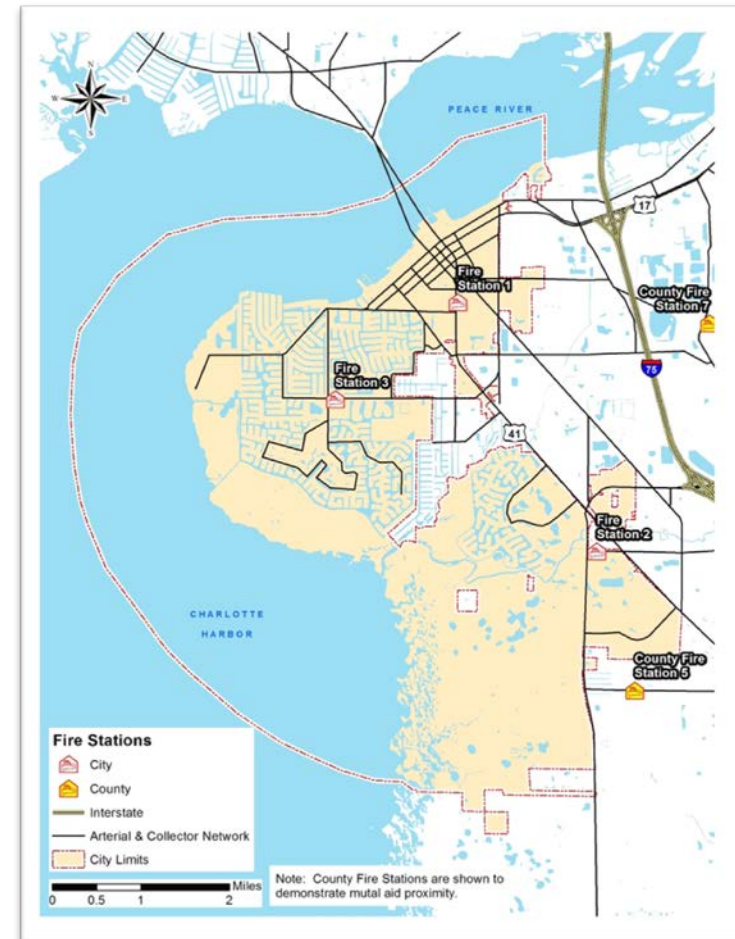 N
W E
S
PEACE RIVER
17
Fire
Station 1
County Fire
Station 7
Fire
Station 3
75
41
Fire
Station 2
CHARLOTTE
HARBOR
County Fire
Station 5
Fire Stations
City
County
Interstate
Arterial & Collector Network
City Limits
Miles
0 0.5 1 2
Note: County Fire Stations are shown to
demonstrate mutal aid proximity.